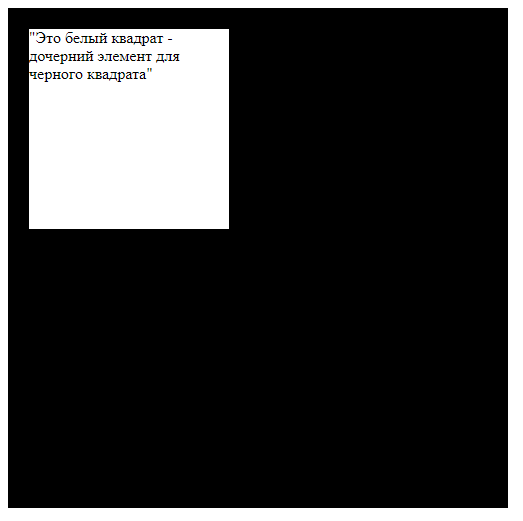 "Это белый квадрат -
дочерний элемент для
черного квадрата"